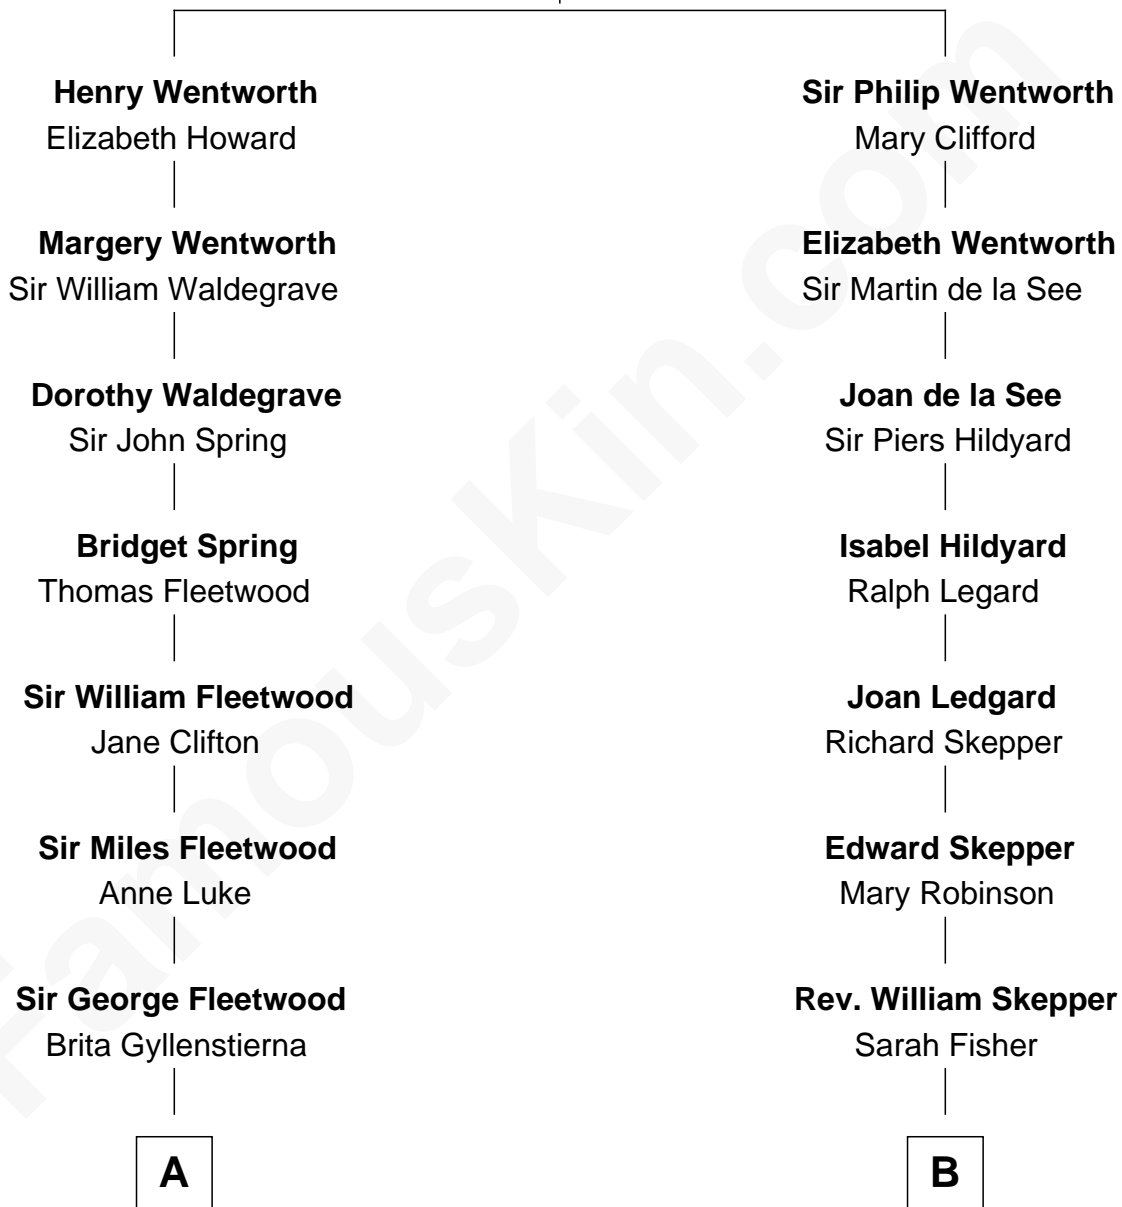 Henry Wentworth
Elizabeth Howard
Margery Wentworth
Sir William Waldegrave
Dorothy Waldegrave
Sir John Spring
Bridget Spring
Thomas Fleetwood
Sir William Fleetwood
Jane Clifton
Sir Miles Fleetwood
Anne Luke
Sir George Fleetwood
Brita Gyllenstierna
A
Sir Philip Wentworth
Mary Clifford
Elizabeth Wentworth
Sir Martin de la See
Joan de la See
Sir Piers Hildyard
Isabel Hildyard
Ralph Legard
Joan Ledgard
Richard Skepper
Edward Skepper
Mary Robinson
Rev. William Skepper
Sarah Fisher
B
FamousKin.com